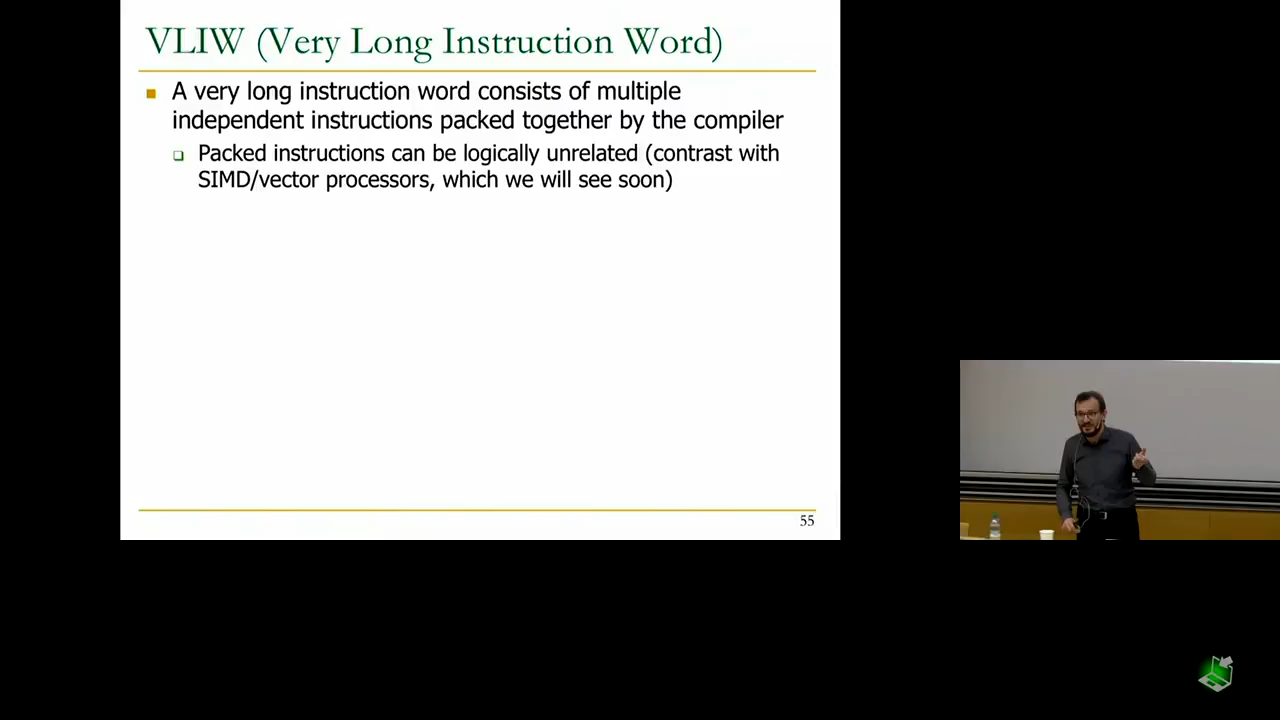 VLIW (Very Long Instruction Word)
A very long instruction word consists of multiple
independent instructions packed together by the compiler
Packed instructions can be logically unrelated (contrast with
SIMD/vector processors, which we will see soon)
55